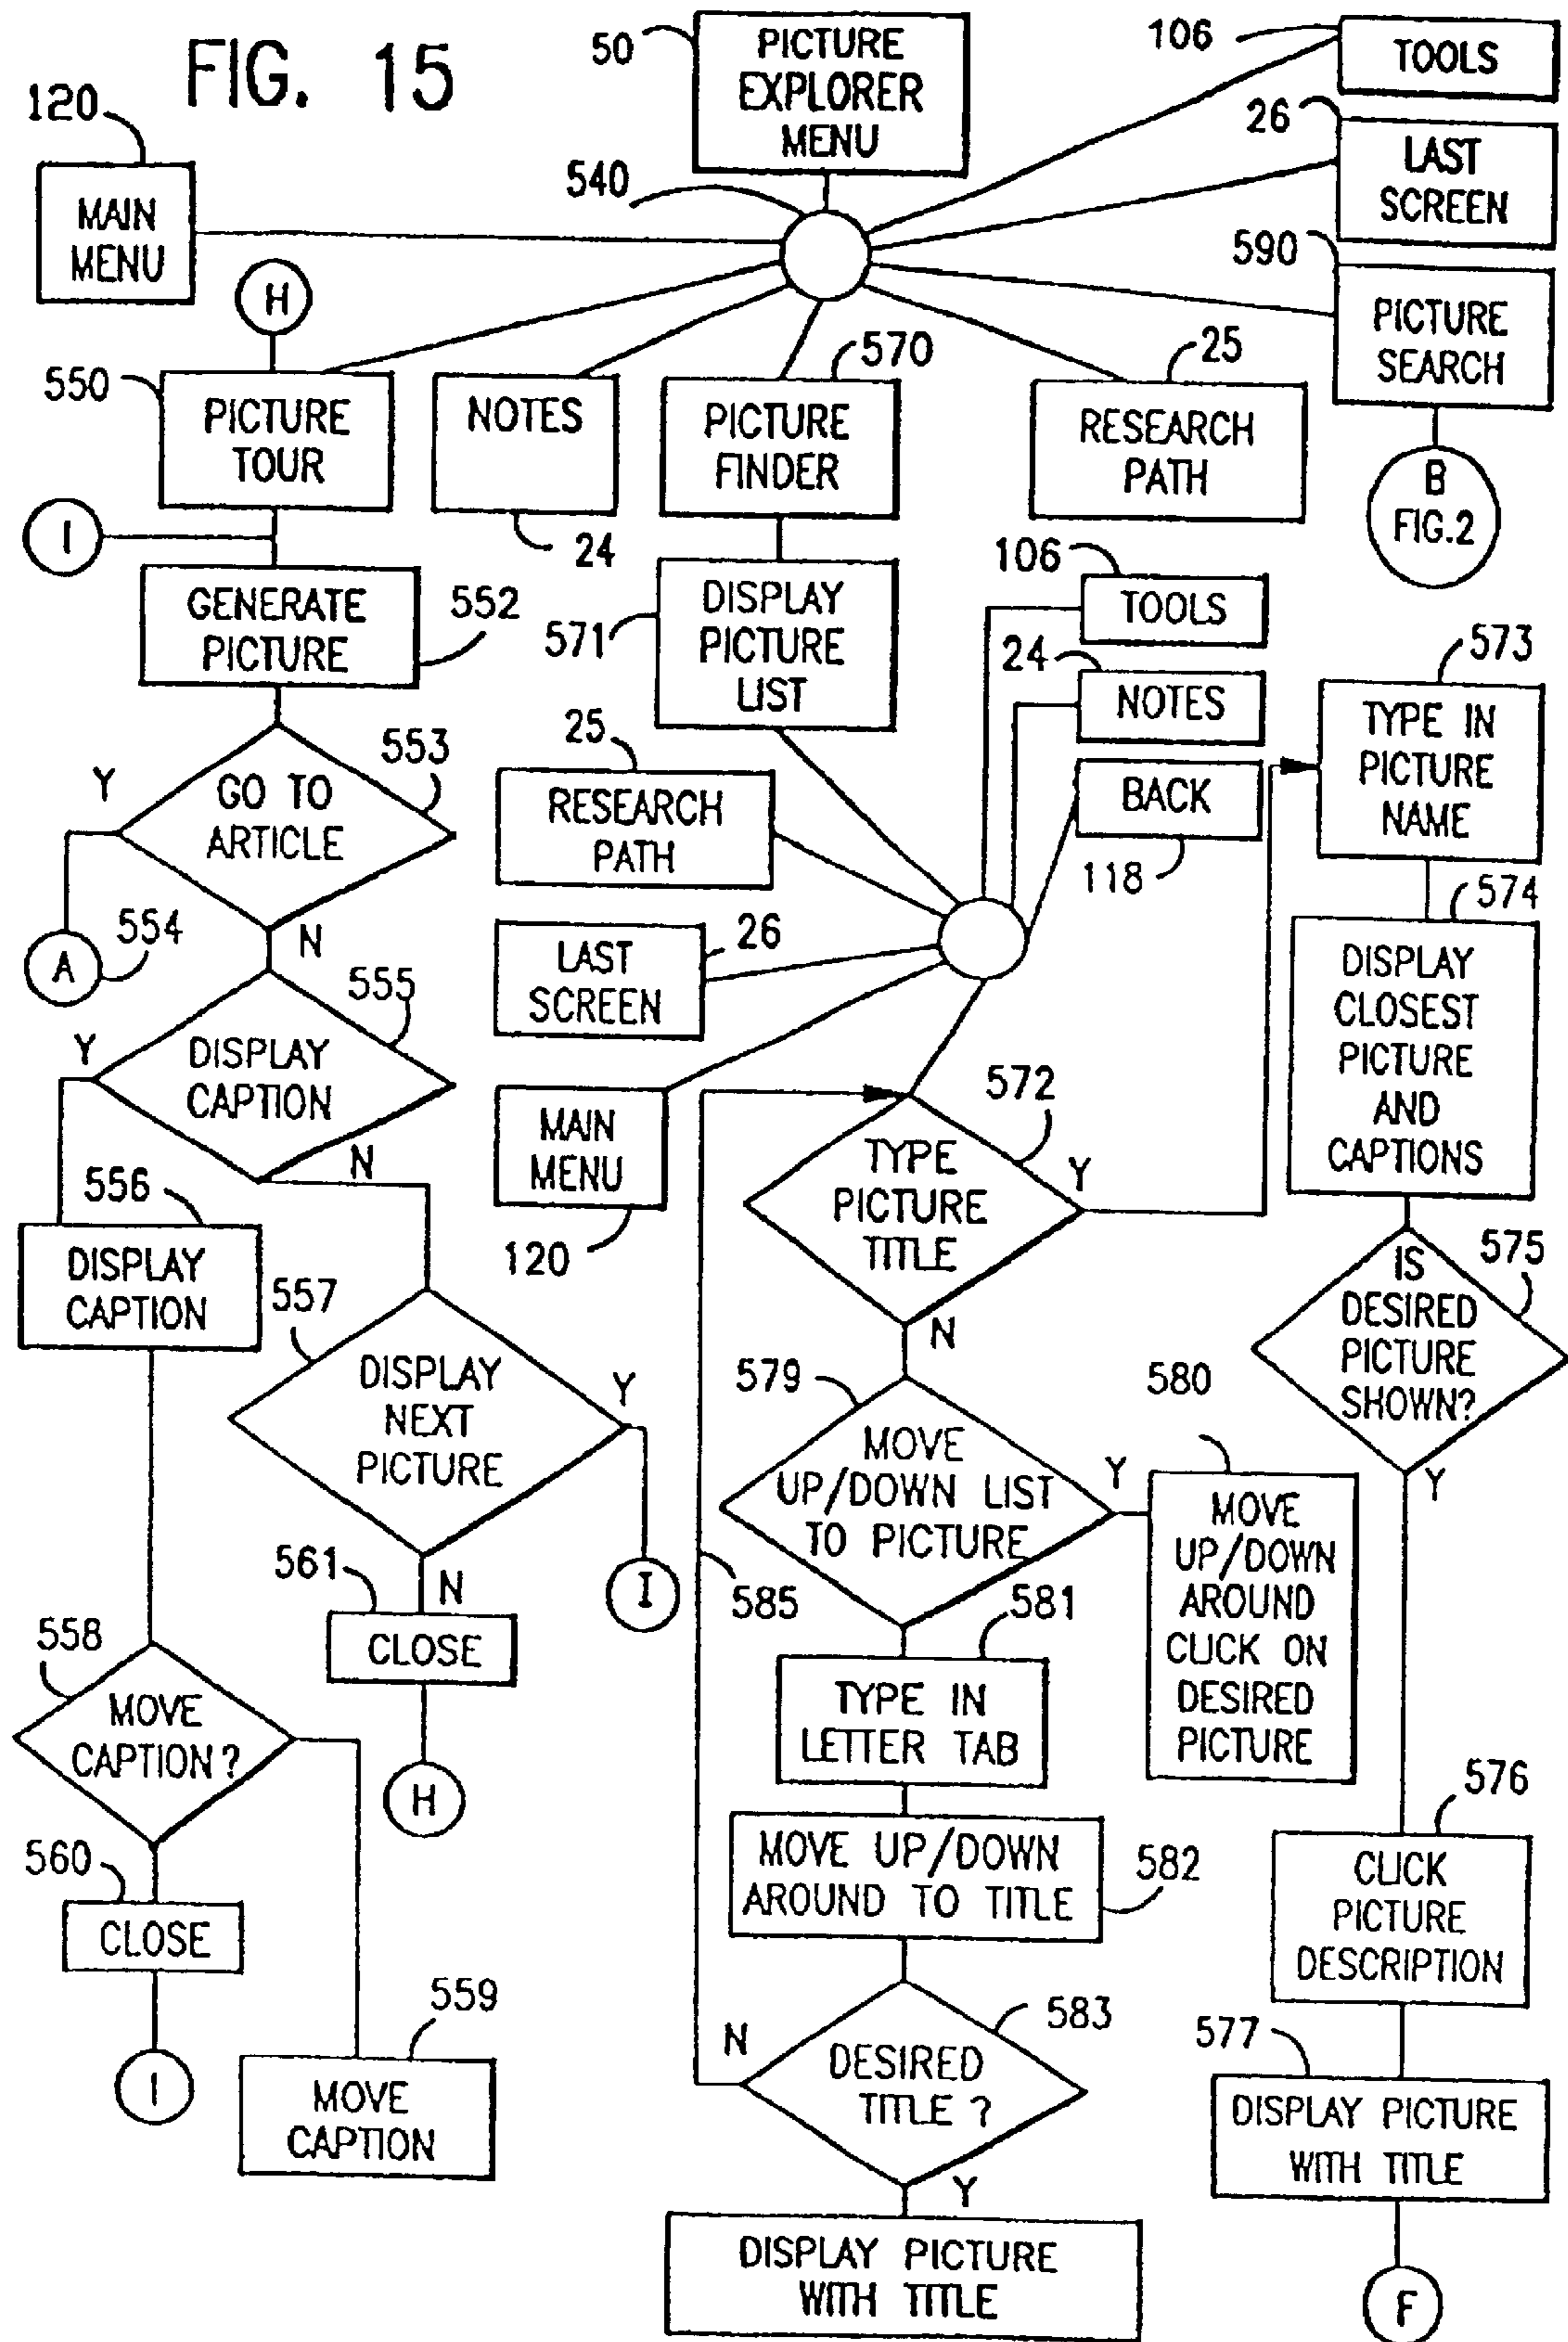 FIG. 15
50
PICTURE
EXPLORER
MENU
106
TOOLS
26
LAST
SCREEN
120
MAIN
MENU
540
590
PICTURE
SEARCH
B
FIG.2
H
550
PICTURE
TOUR
NOTES
24
570
PICTURE
FINDER
25
RESEARCH
PATH
I
GENERATE
PICTURE
552
571
DISPLAY
PICTURE
LIST
106
TOOLS
24
NOTES
BACK
118
573
TYPE IN
PICTURE
NAME
Y
GO TO
ARTICLE
553
N
A
554
25
RESEARCH
PATH
LAST
SCREEN
26
MAIN
MENU
120
574
DISPLAY
CLOSEST
PICTURE
AND
CAPTIONS
555
Y
DISPLAY
CAPTION
N
556
DISPLAY
CAPTION
557
DISPLAY
NEXT
PICTURE
Y
I
N
561
CLOSE
H
558
MOVE
CAPTION?
560
CLOSE
I
559
MOVE
CAPTION
572
TYPE
PICTURE
TITLE
Y
N
579
MOVE
UP/DOWN LIST
TO PICTURE
Y
580
MOVE
UP/DOWN
AROUND
CLICK ON
DESIRED
PICTURE
585
581
TYPE IN
LETTER TAB
MOVE UP/DOWN
AROUND TO TITLE
582
583
N
DESIRED
TITLE ?
Y
DISPLAY PICTURE
WITH TITLE
575
IS
DESIRED
PICTURE
SHOWN?
Y
576
CLICK
PICTURE
DESCRIPTION
577
DISPLAY PICTURE
WITH TITLE
F